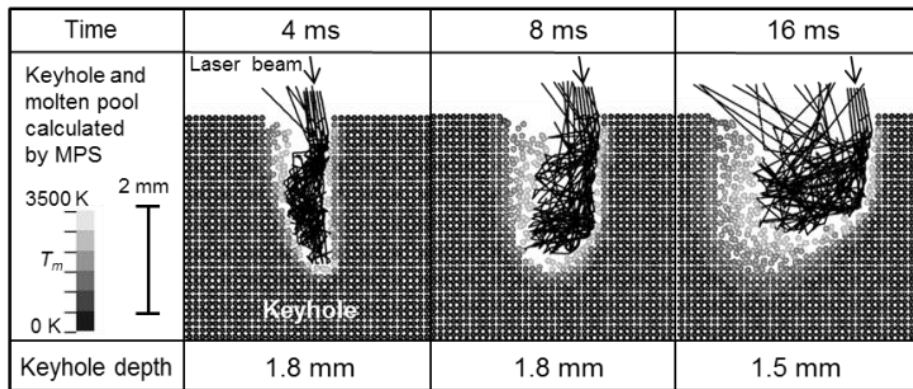 Time 4 ms 8 ms 16 ms
Keyhole and
molten pool
calculated
by MPS
3500 K
2 mm
Tm
0 K
Laser beam
Keyhole
Keyhole depth 1.8 mm 1.8 mm 1.5 mm